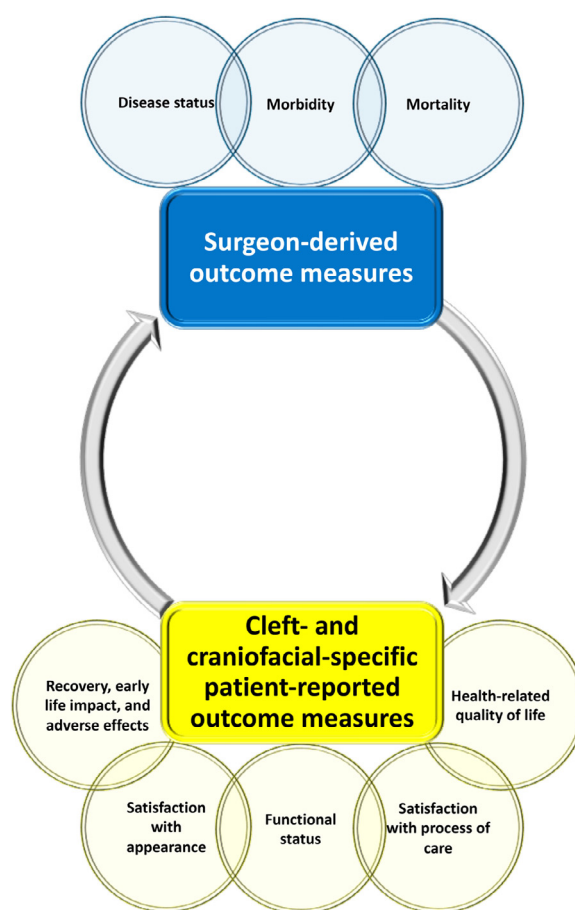 Disease status
Morbidity
Mortality
Surgeon-derived
outcome measures
Cleft- and
craniofacial-specific
patient-reported
outcome measures
Recovery, early
life impact, and
adverse effects
Health-related
quality of life
Satisfaction
with
appearance
Functional
status
Satisfaction
with process of
care